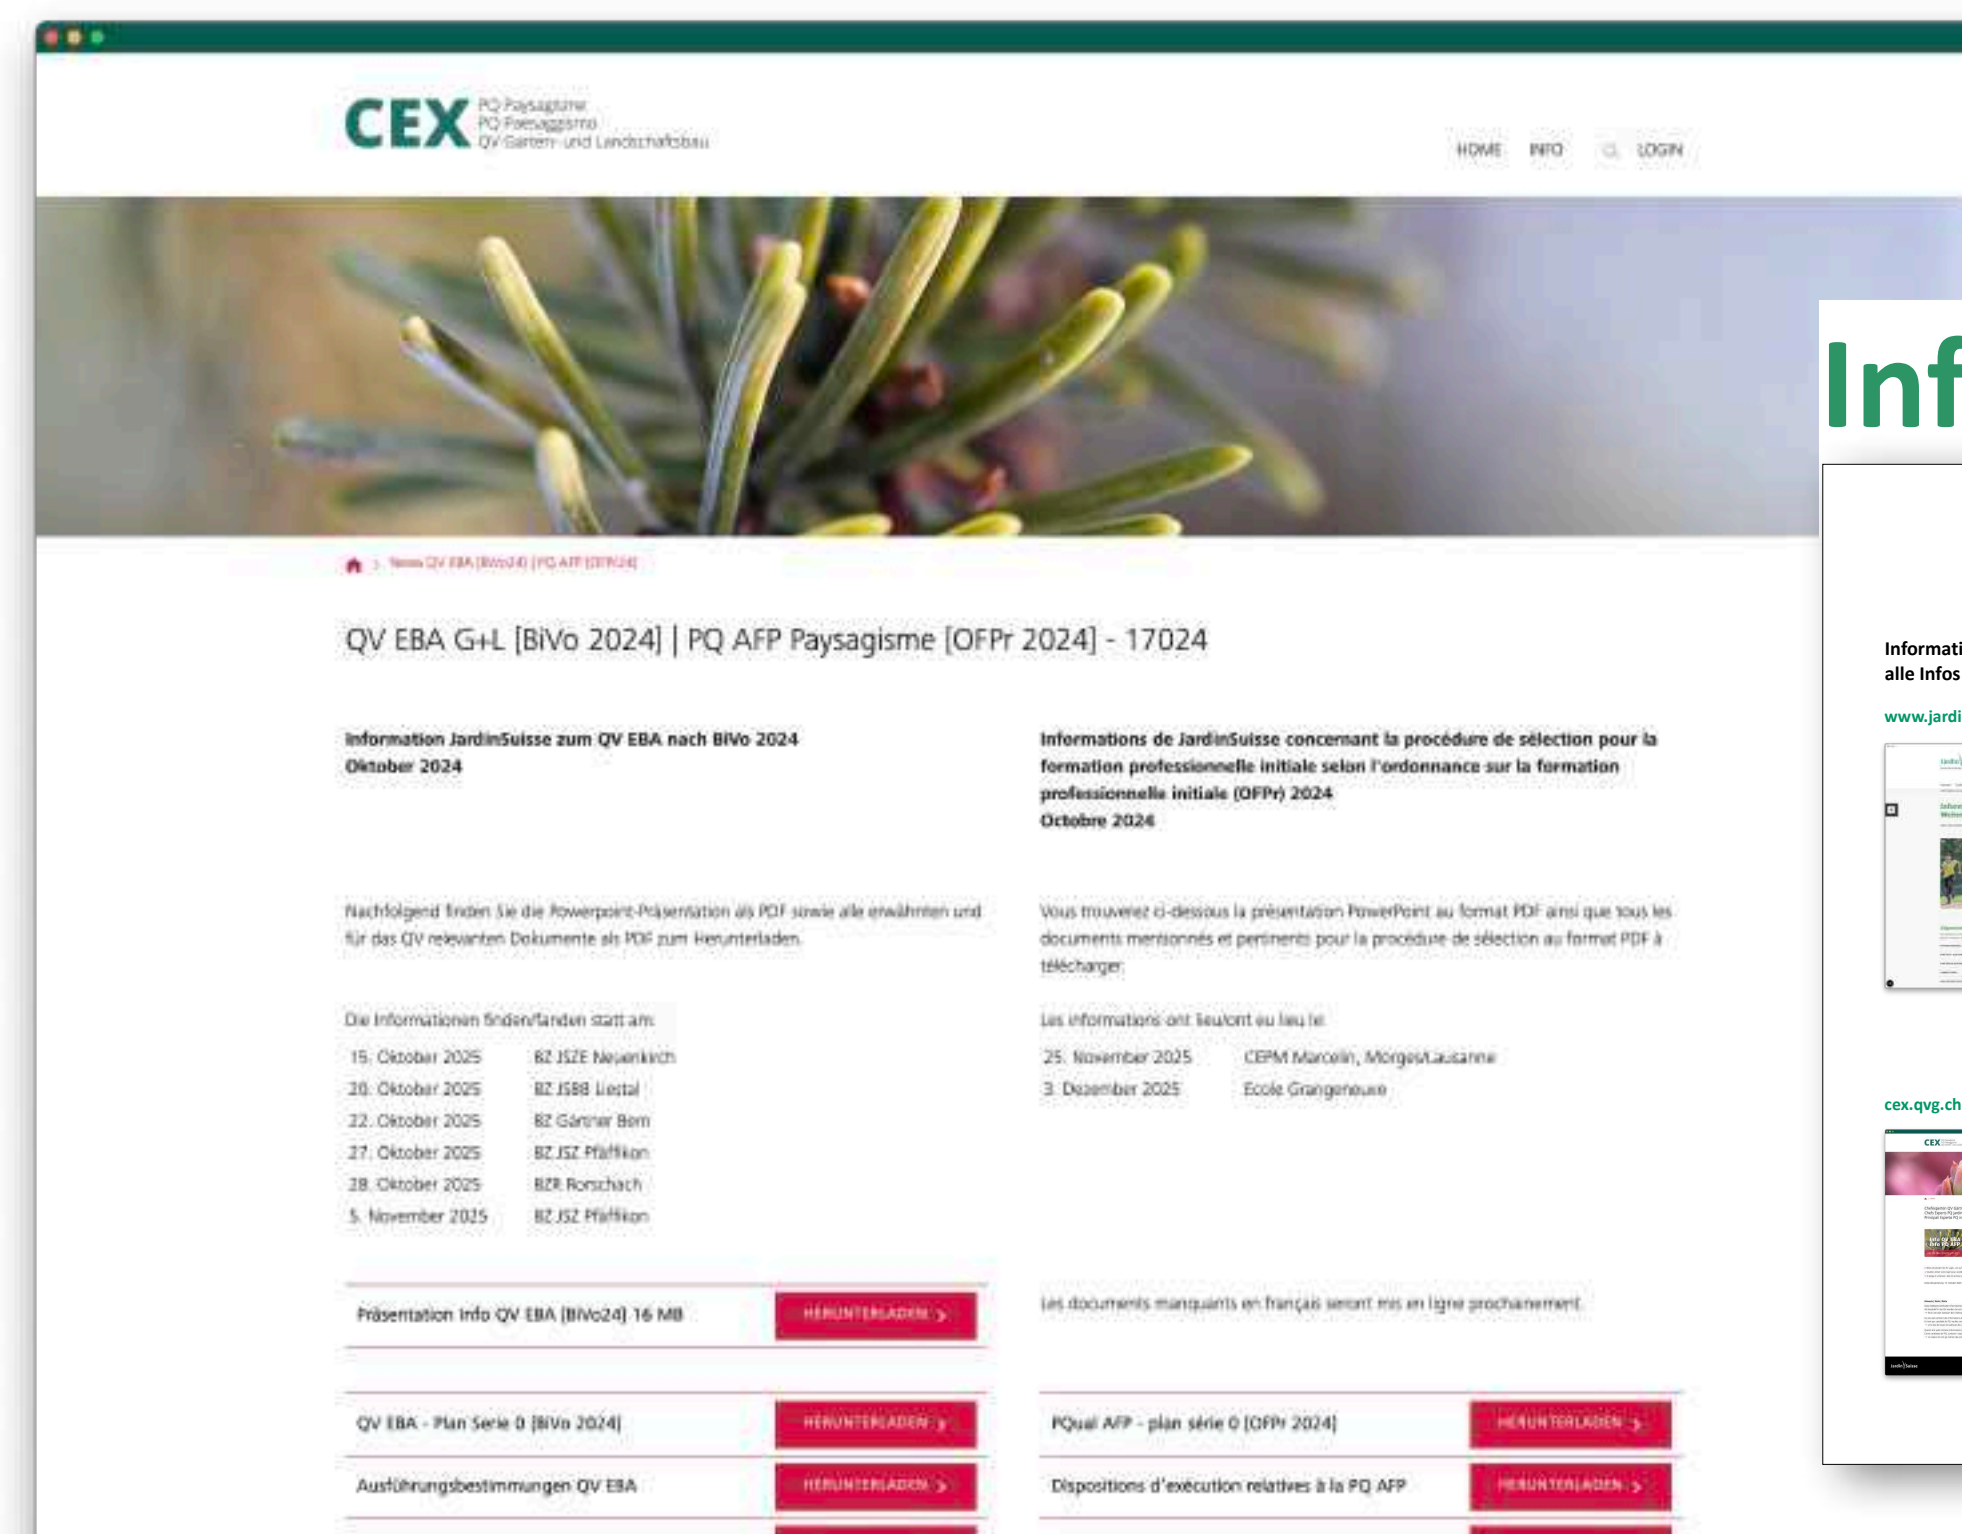 CEX
PQ Paysagisme
PQ Paesaggismo
QV Garten- und Landschaftsbau
HOME INFO LOGIN
Inf
News QV EBA [BiVo24] | PQ AFP [OFPr24]
QV EBA G+L [BiVo 2024] | PQ AFP Paysagisme [OFPr 2024] - 17024
Information JardinSuisse zum QV EBA nach BiVo 2024
Oktober 2024
Informations de JardinSuisse concernant la procédure de sélection pour la
formation professionnelle initiale selon l'ordonnance sur la formation
professionnelle initiale (OFPr) 2024
Octobre 2024
Nachfolgend finden Sie die Powerpoint-Präsentation als PDF sowie alle erwähnten und
für das QV relevanten Dokumente als PDF zum Herunterladen.
Vous trouverez ci-dessous la présentation PowerPoint au format PDF ainsi que tous les
documents mentionnés et pertinents pour la procédure de sélection au format PDF à
télécharger.
Die Informationen finden/fanden statt am:
15. Oktober 2025 BZ JSZE Neuenkirch
20. Oktober 2025 BZ JSBB Liestal
22. Oktober 2025 BZ Gärtner Bern
27. Oktober 2025 BZ JSZ Pfäffikon
28. Oktober 2025 BZR Rorschach
5. November 2025 BZ JSZ Pfäffikon
Les informations ont lieu/ont eu lieu le:
25. November 2025 CEPM Marcelin, Morges/Lausanne
3. Dezember 2025 Ecole Grangeneuve
Präsentation Info QV EBA [BiVo24] 16 MB HERUNTERLADEN
Les documents manquants en français seront mis en ligne prochainement.
QV EBA - Plan Serie 0 [BiVo 2024] HERUNTERLADEN
PQual AFP - plan série 0 [OFPr 2024] HERUNTERLADEN
Ausführungsbestimmungen QV EBA HERUNTERLADEN
Dispositions d'exécution relatives à la PQ AFP HERUNTERLADEN
Informati
alle Infos
www.jardi
cex.qvg.ch
CEX